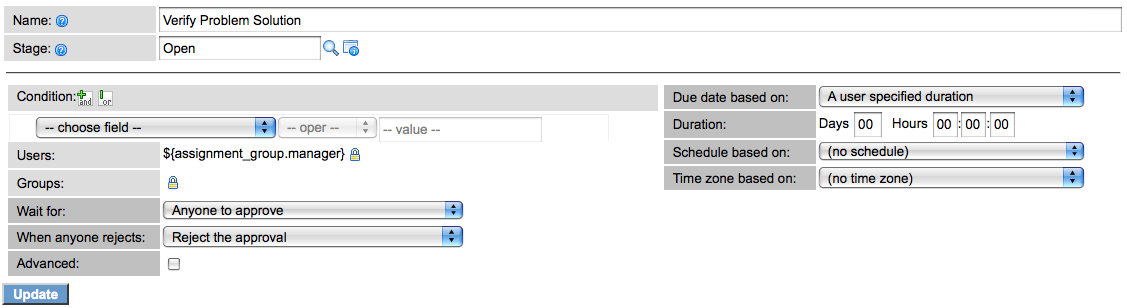 Name: Verify Problem Solution
Stage: Open
Condition: and or
-- choose field -- -- oper -- -- value --
Users: ${assignment_group.manager}
Groups:
Wait for: Anyone to approve
When anyone rejects: Reject the approval
Advanced:
Update
Due date based on: A user specified duration
Duration: Days 00 Hours 00 : 00 : 00
Schedule based on: (no schedule)
Time zone based on: (no time zone)